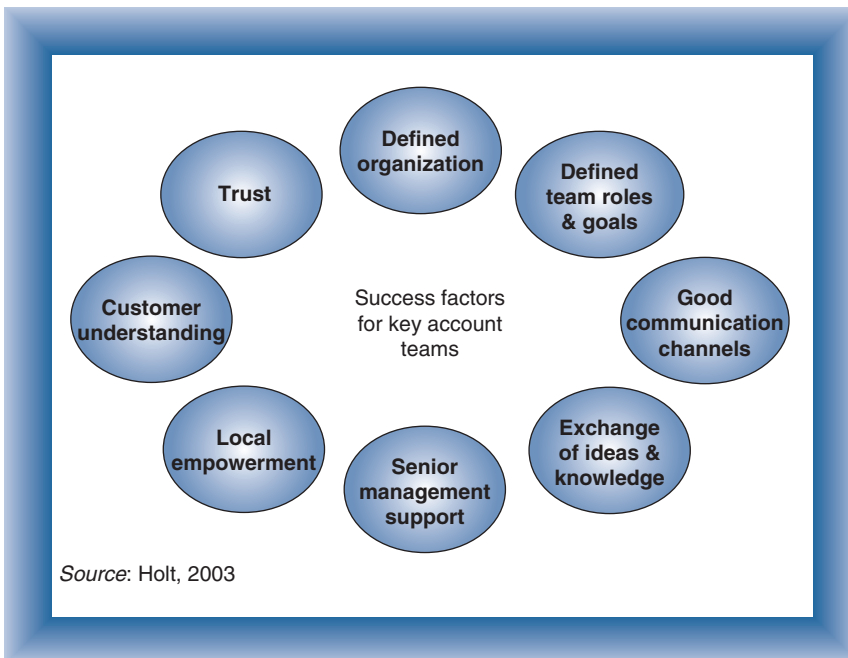 Defined
organization
Defined
team roles
& goals
Good
communication
channels
Exchange
of ideas &
knowledge
Senior
management
support
Local
empowerment
Customer
understanding
Trust
Success factors
for key account
teams
Source: Holt, 2003